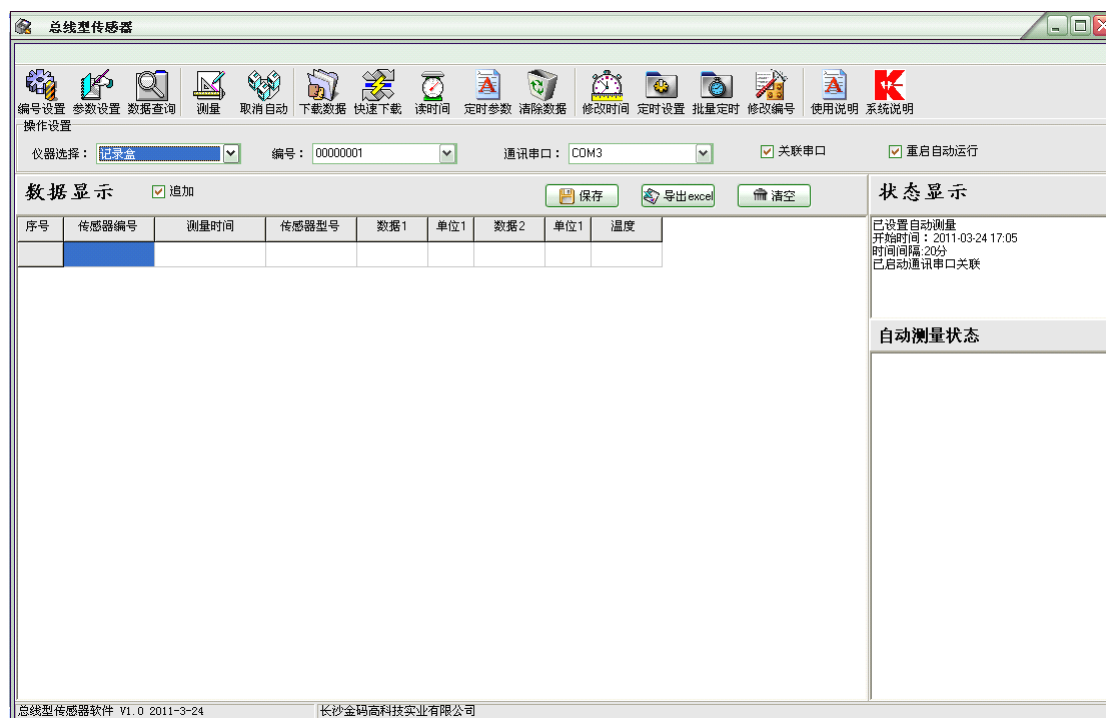 总线型传感器
编号设置 参数设置 数据查询 测量 取消自动 下载数据 快速下载 读时间 定时参数 清除数据 修改时间 定时设置 批量定时 修改编号 使用说明 系统说明
操作设置
仪器选择： 记录盒 编号： 00000001 通讯串口： COM3 关联串口 重启自动运行
数据显示 追加 保存 导出excel 清空 状态显示
序号 传感器编号 测量时间 传感器型号 数据1 单位1 数据2 单位1 温度
已设置自动测量
开始时间：2011-03-24 17:05
时间间隔:20分
已启动通讯串口关联
自动测量状态
总线型传感器软件 V1.0 2011-3-24 长沙金码高科技实业有限公司